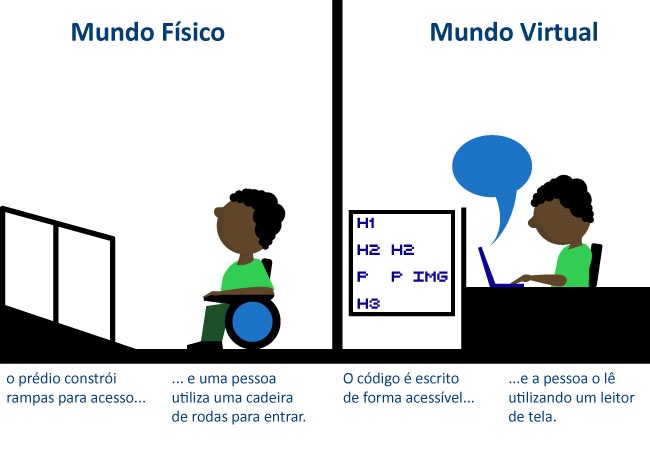 Mundo Físico
Mundo Virtual
H1
H2 H2
P P IMG
H3
o prédio constrói
rampas para acesso...
... e uma pessoa
utiliza uma cadeira
de rodas para entrar.
O código é escrito
de forma acessível...
...e a pessoa o lê
utilizando um leitor
de tela.